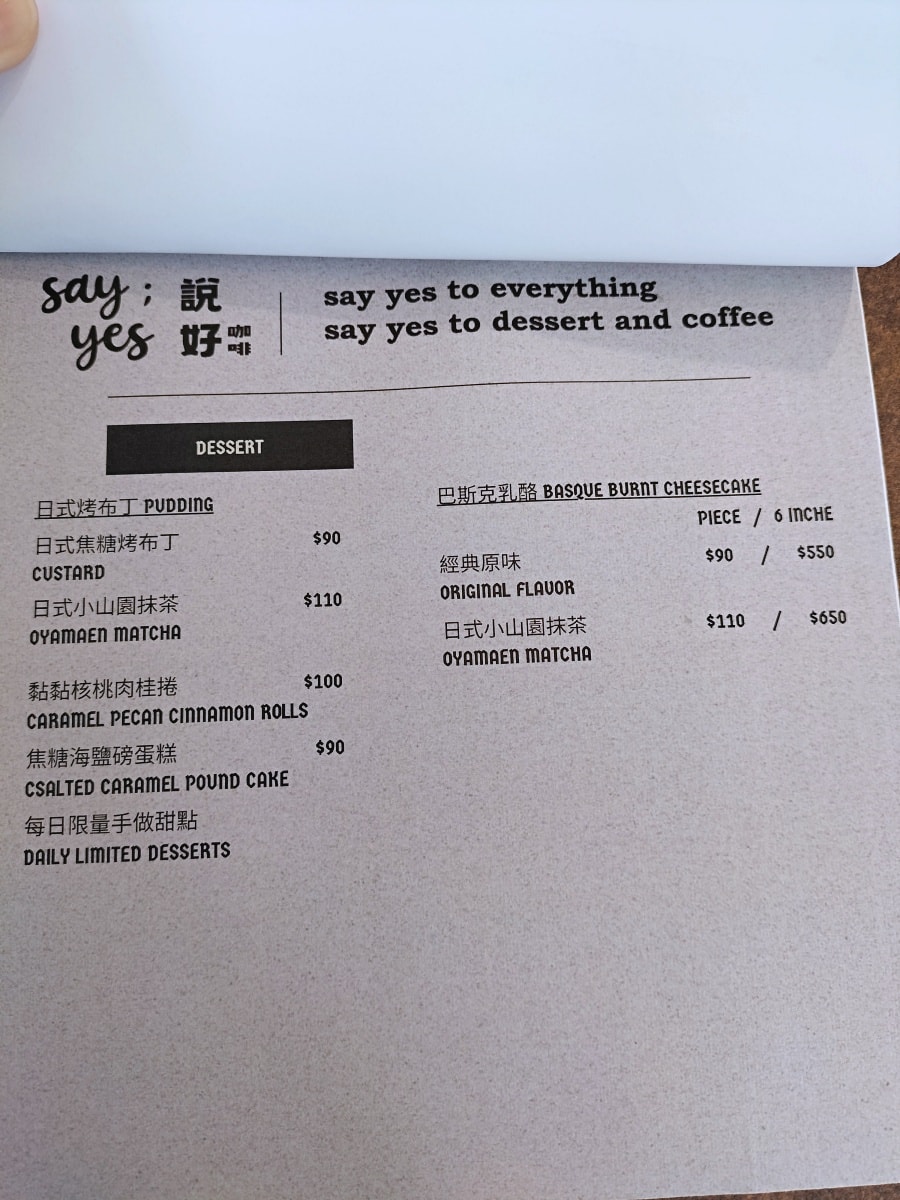 say ; 說
yes 好 咖啡
say yes to everything
say yes to dessert and coffee
DESSERT
日式烤布丁 PUDDING
日式焦糖烤布丁 $90
CUSTARD
日式小山園抹茶 $110
OYAMAEN MATCHA
黏黏核桃肉桂捲 $100
CARAMEL PECAN CINNAMON ROLLS
焦糖海鹽磅蛋糕 $90
CSALTED CARAMEL POUND CAKE
每日限量手做甜點
DAILY LIMITED DESSERTS
巴斯克乳酪 BASQUE BURNT CHEESECAKE
PIECE / 6 INCHE
經典原味 $90 / $550
ORIGINAL FLAVOR
日式小山園抹茶 $110 / $650
OYAMAEN MATCHA